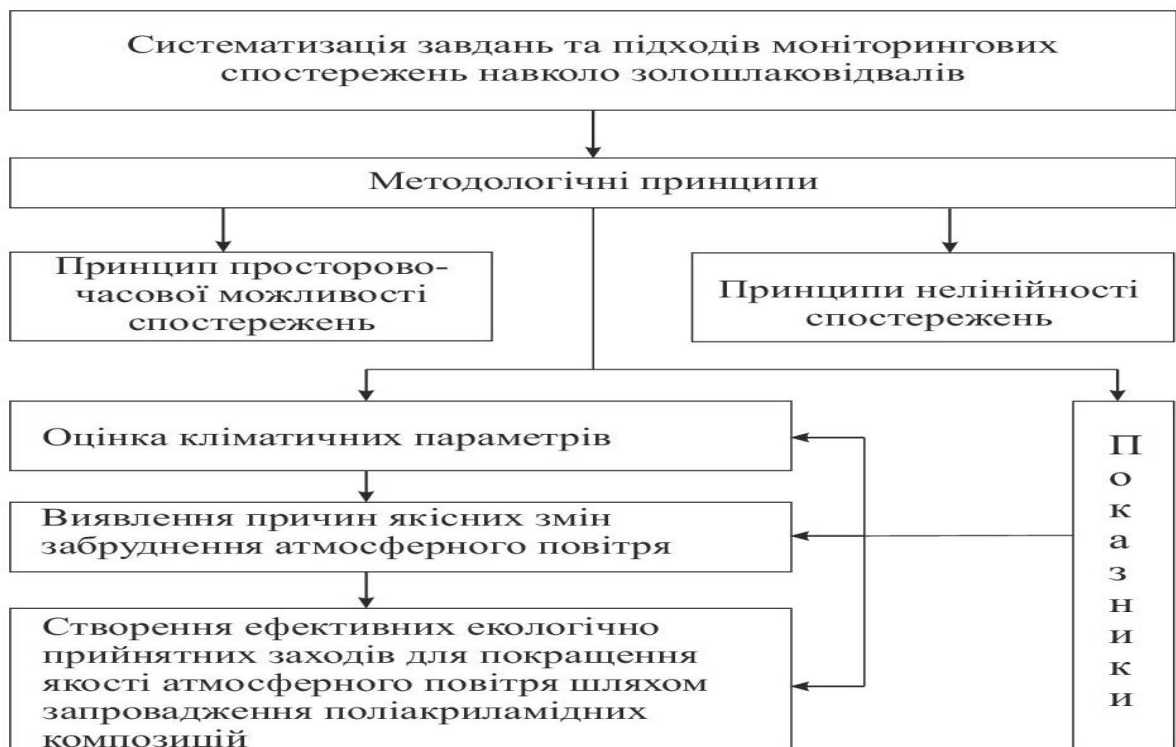 Систематизація завдань та підходів моніторингових
спостережень навколо золошлаковідвалів
Методологічні принципи
Принцип просторово-
часової можливості
спостережень
Принципи нелінійності
спостережень
Оцінка кліматичних параметрів
Виявлення причин якісних змін
забруднення атмосферного повітря
Створення ефективних екологічно
прийнятних заходів для покращення
якості атмосферного повітря шляхом
запровадження поліакриламідних
композицій
Показники